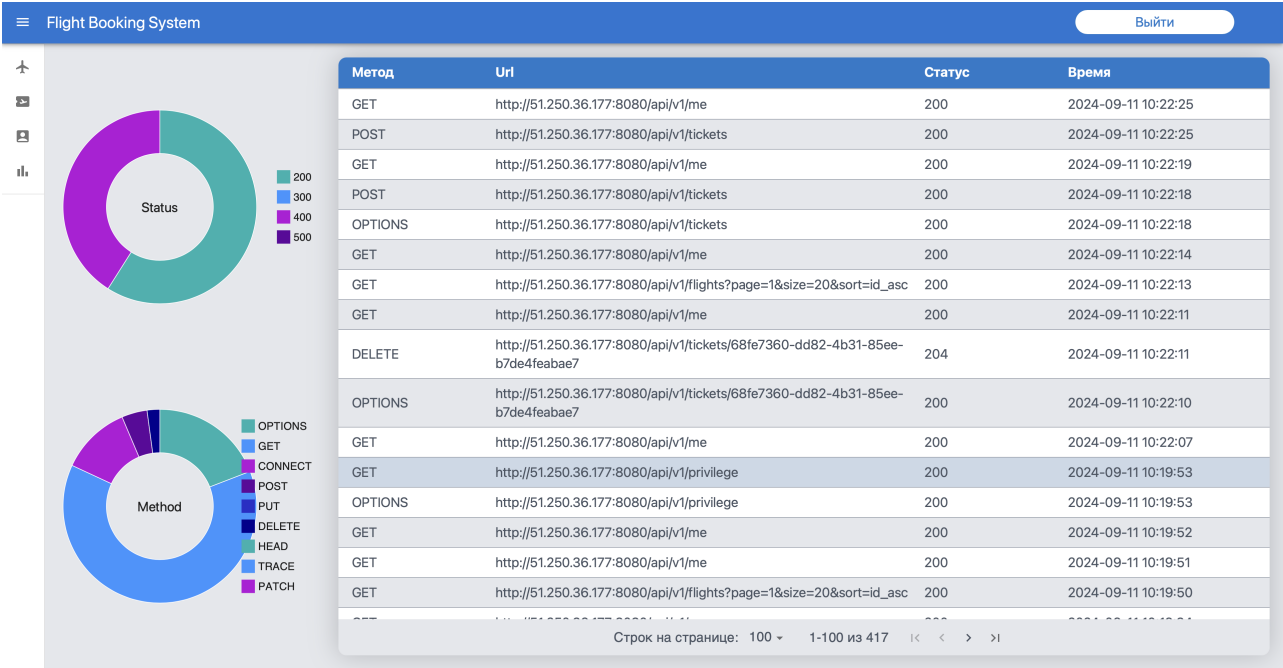 Flight Booking System
Выйти
Status
200
300
400
500
Method
OPTIONS
GET
CONNECT
POST
PUT
DELETE
HEAD
TRACE
PATCH
Метод Url Статус Время
GET http://51.250.36.177:8080/api/v1/me 200 2024-09-11 10:22:25
POST http://51.250.36.177:8080/api/v1/tickets 200 2024-09-11 10:22:25
GET http://51.250.36.177:8080/api/v1/me 200 2024-09-11 10:22:19
POST http://51.250.36.177:8080/api/v1/tickets 200 2024-09-11 10:22:18
OPTIONS http://51.250.36.177:8080/api/v1/tickets 200 2024-09-11 10:22:18
GET http://51.250.36.177:8080/api/v1/me 200 2024-09-11 10:22:14
GET http://51.250.36.177:8080/api/v1/flights?page=1&size=20&sort=id_asc 200 2024-09-11 10:22:13
GET http://51.250.36.177:8080/api/v1/me 200 2024-09-11 10:22:11
DELETE http://51.250.36.177:8080/api/v1/tickets/68fe7360-dd82-4b31-85ee-
b7de4feabae7 204 2024-09-11 10:22:11
OPTIONS http://51.250.36.177:8080/api/v1/tickets/68fe7360-dd82-4b31-85ee-
b7de4feabae7 200 2024-09-11 10:22:10
GET http://51.250.36.177:8080/api/v1/me 200 2024-09-11 10:22:07
GET http://51.250.36.177:8080/api/v1/privilege 200 2024-09-11 10:19:53
OPTIONS http://51.250.36.177:8080/api/v1/privilege 200 2024-09-11 10:19:53
GET http://51.250.36.177:8080/api/v1/me 200 2024-09-11 10:19:52
GET http://51.250.36.177:8080/api/v1/me 200 2024-09-11 10:19:51
GET http://51.250.36.177:8080/api/v1/flights?page=1&size=20&sort=id_asc 200 2024-09-11 10:19:50
Строк на странице: 100 1-100 из 417